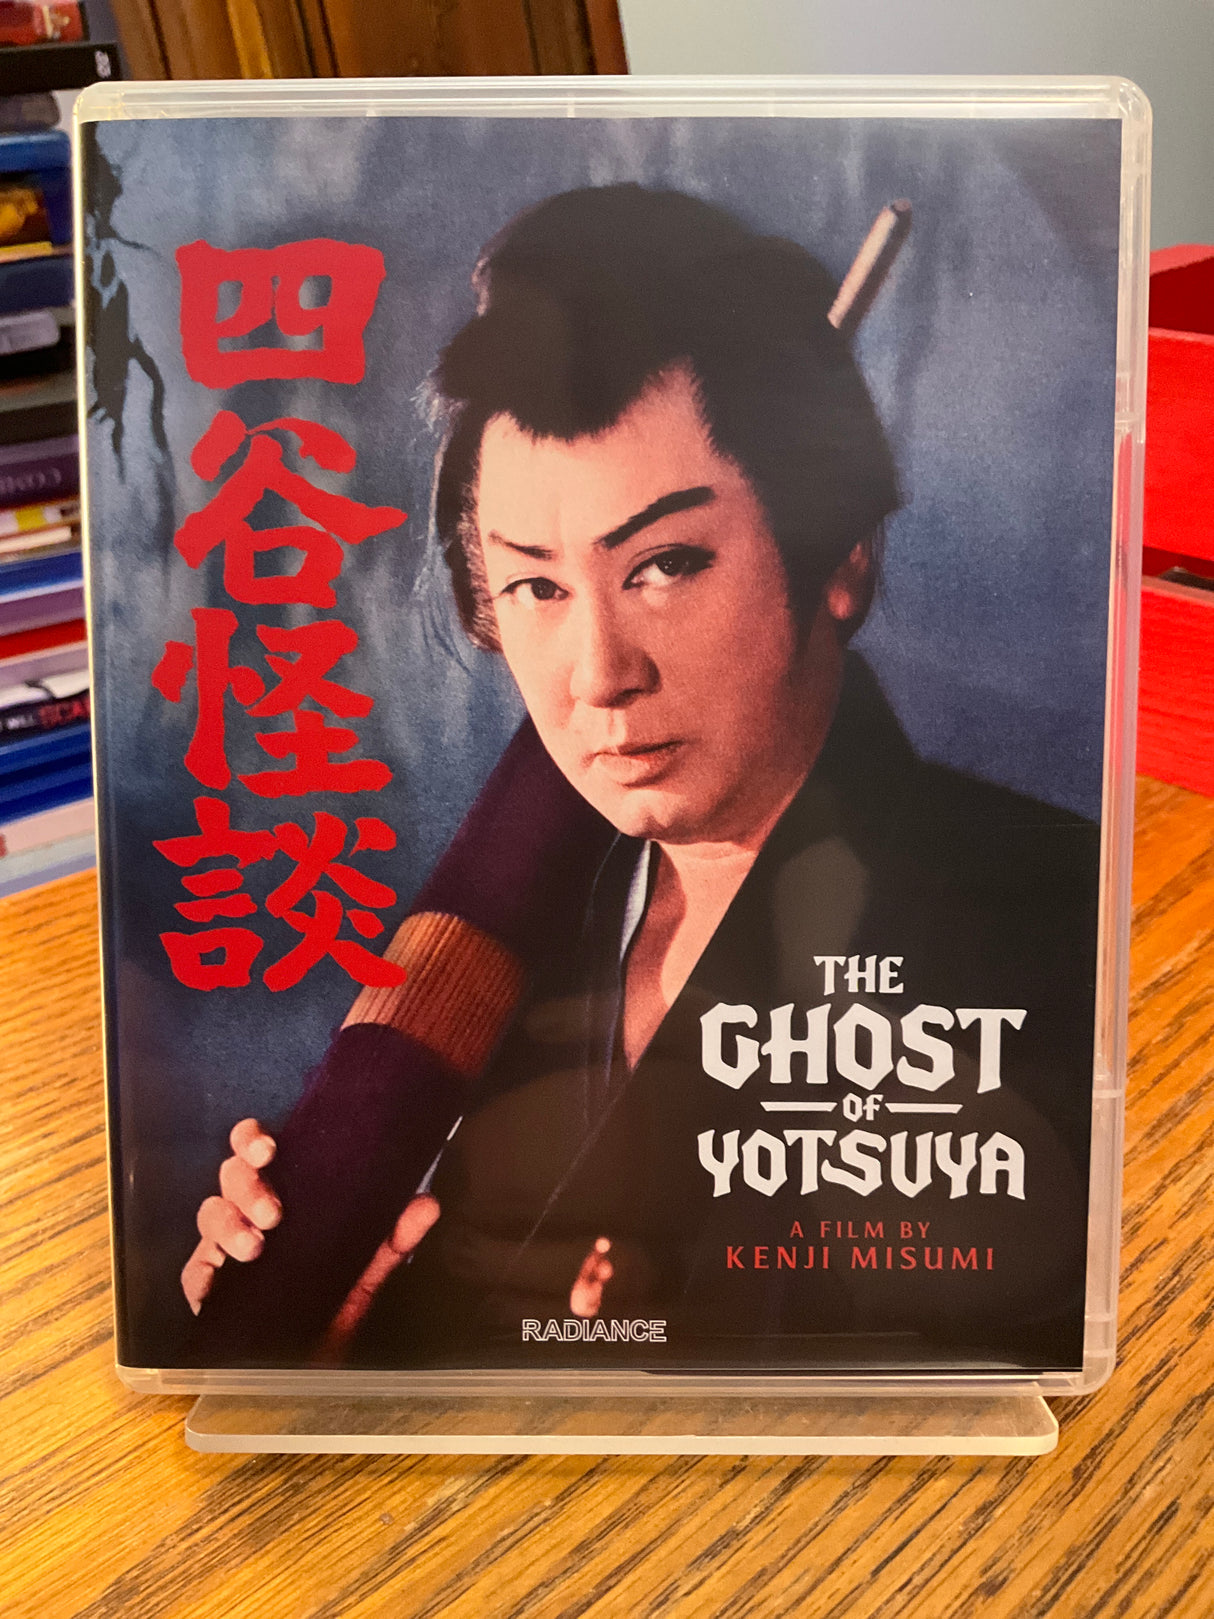 四谷怪談
THE
GHOST
OF
YOTSUYA
A FILM BY
KENJI MISUMI
RADIANCE